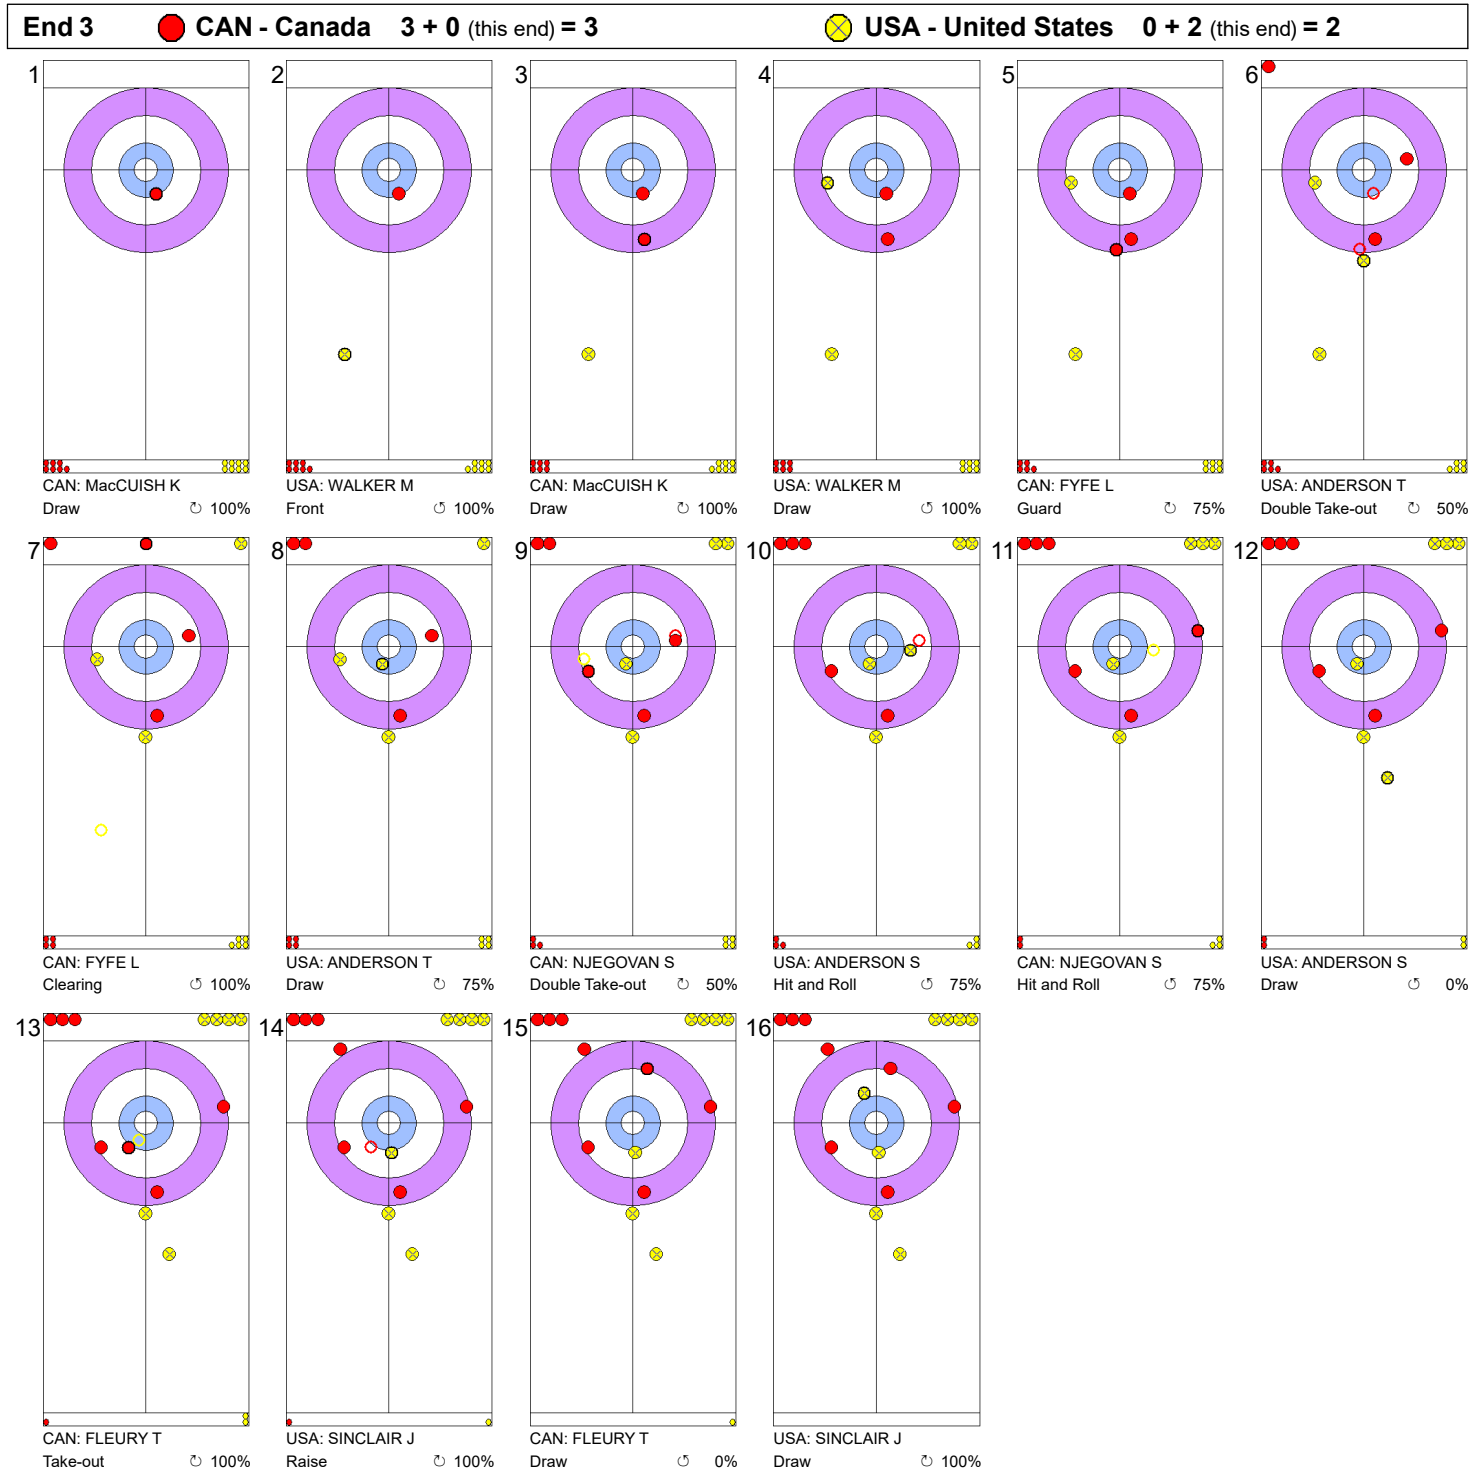 End 3 CAN - Canada 3 + 0 (this end) = 3 USA - United States 0 + 2 (this end) = 2
1 2 3 4 5 6
CAN: MacCUISH K USA: WALKER M CAN: MacCUISH K USA: WALKER M CAN: FYFE L USA: ANDERSON T
Draw ↻ 100% Front ↺ 100% Draw ↻ 100% Draw ↺ 100% Guard ↻ 75% Double Take-out ↻ 50%
7 8 9 10 11 12
CAN: FYFE L USA: ANDERSON T CAN: NJEGOVAN S USA: ANDERSON S CAN: NJEGOVAN S USA: ANDERSON S
Clearing ↺ 100% Draw ↻ 75% Double Take-out ↻ 50% Hit and Roll ↺ 75% Hit and Roll ↺ 75% Draw ↺ 0%
13 14 15 16
CAN: FLEURY T USA: SINCLAIR J CAN: FLEURY T USA: SINCLAIR J
Take-out ↻ 100% Raise ↻ 100% Draw ↻ 0% Draw ↻ 100%